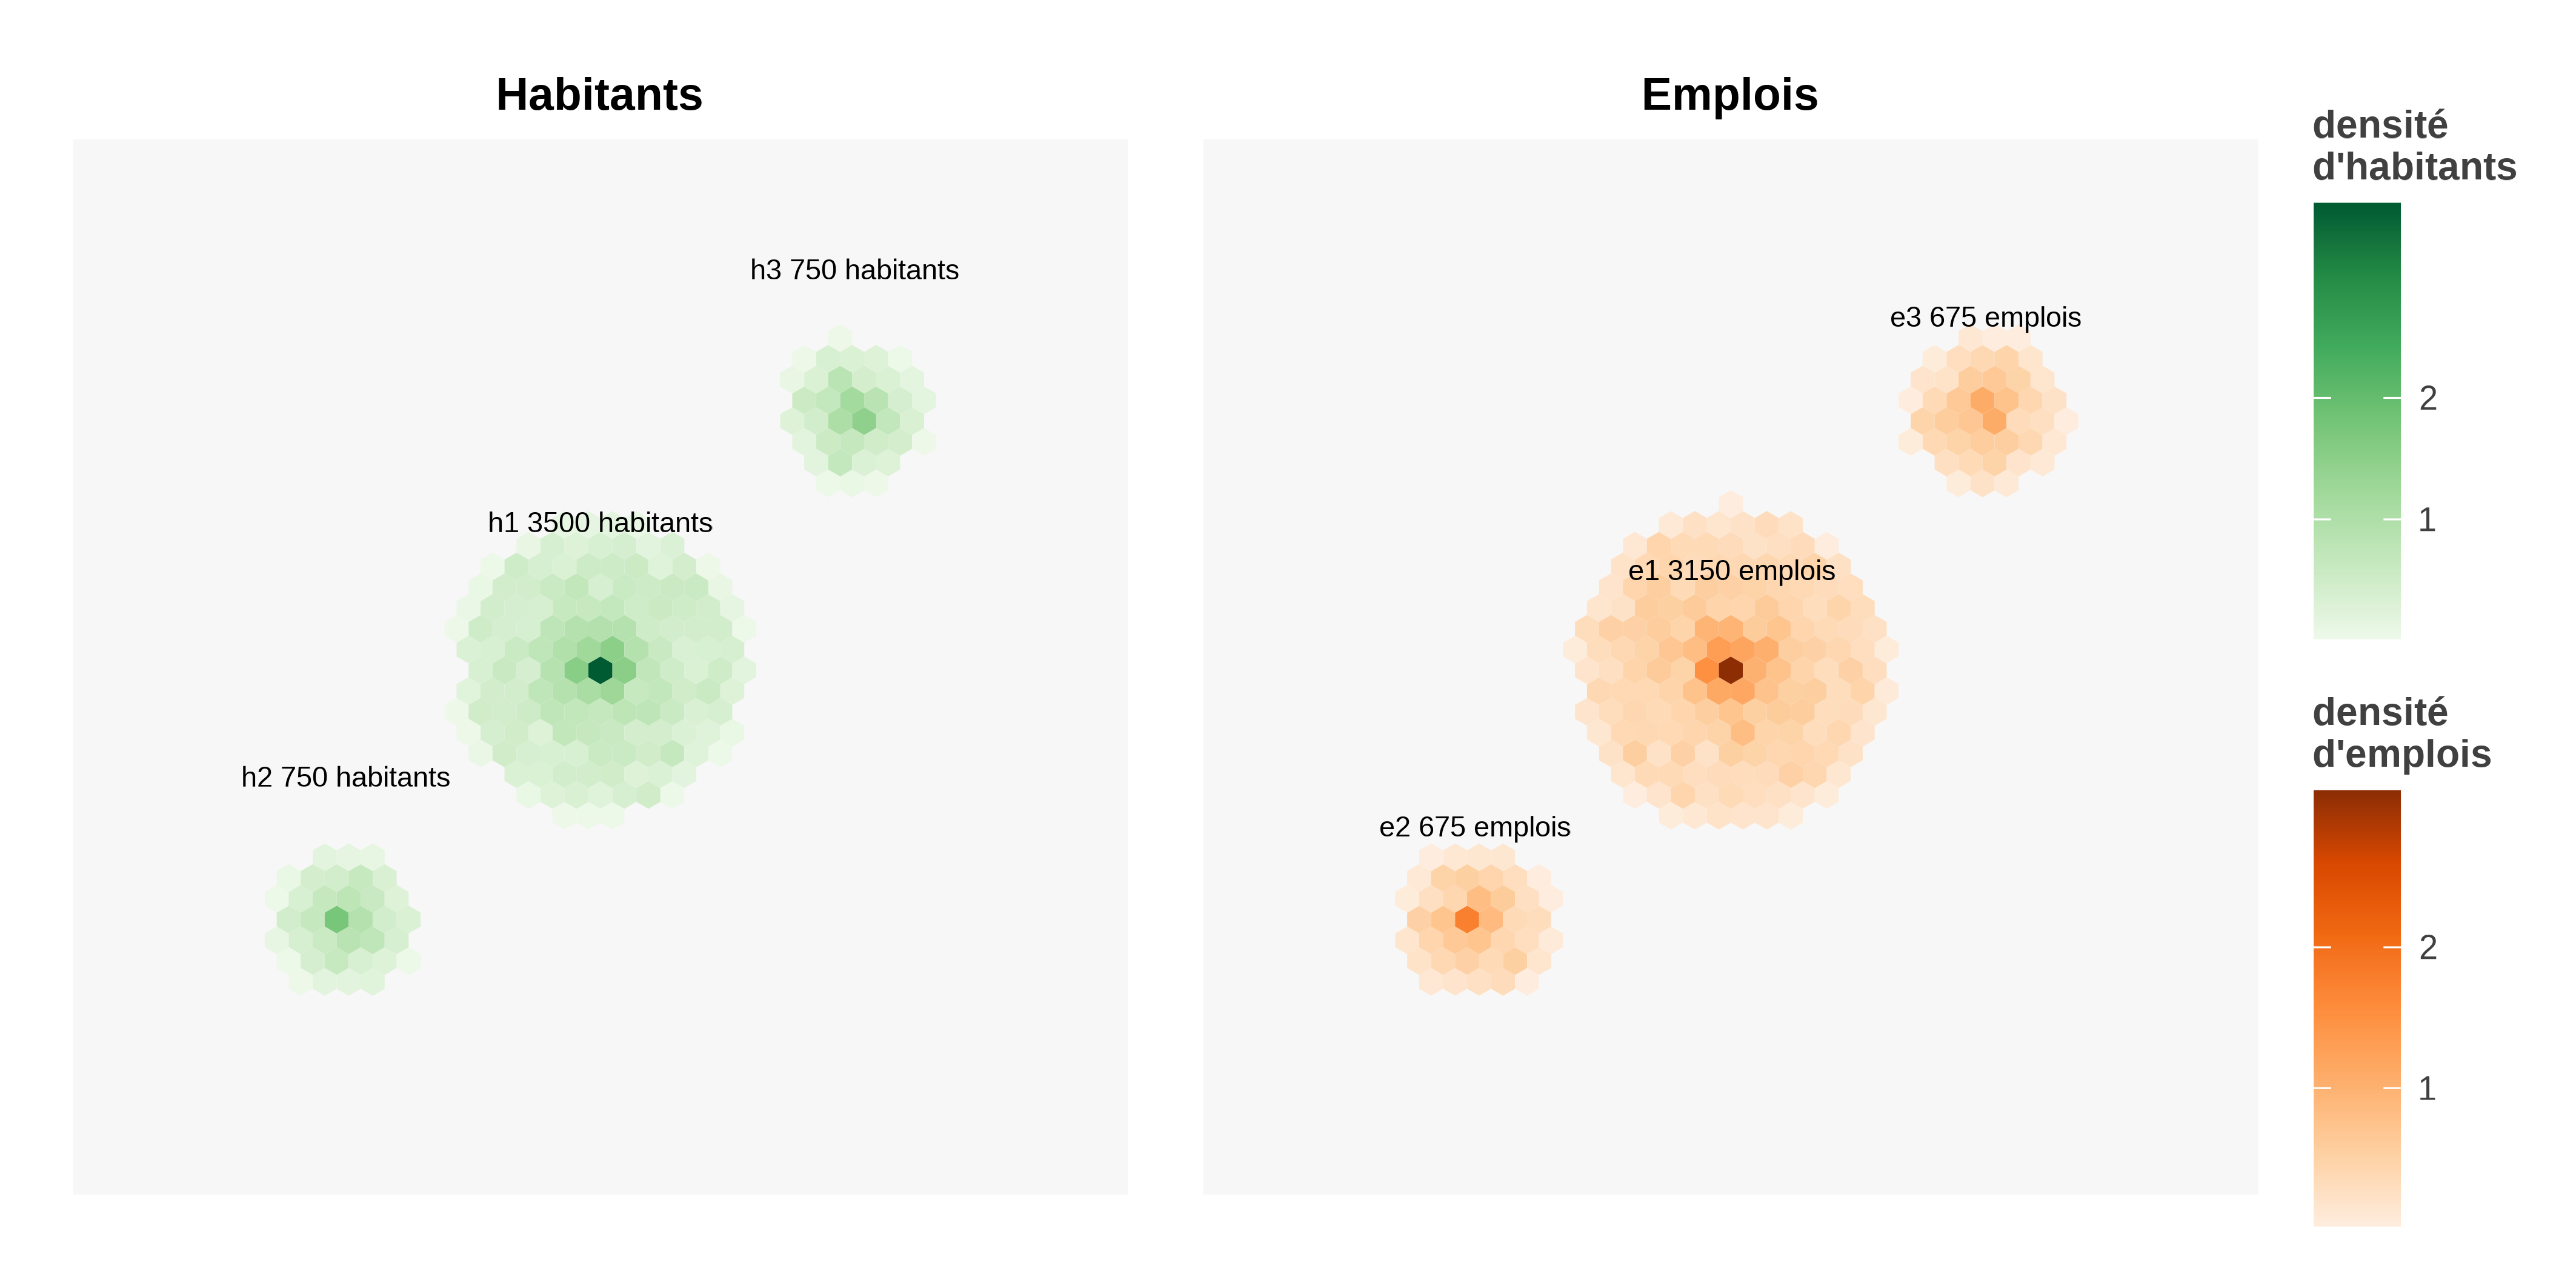 Habitants
h3 750 habitants
h1 3500 habitants
h2 750 habitants
Emplois
e3 675 emplois
e1 3150 emplois
e2 675 emplois
densité
d'habitants
2
1
densité
d'emplois
2
1